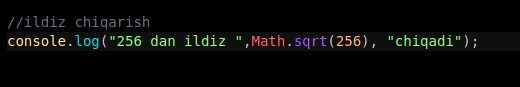 //ildiz chiqarish
console.log("256 dan ildiz ",Math.sqrt(256), "chiqadi");